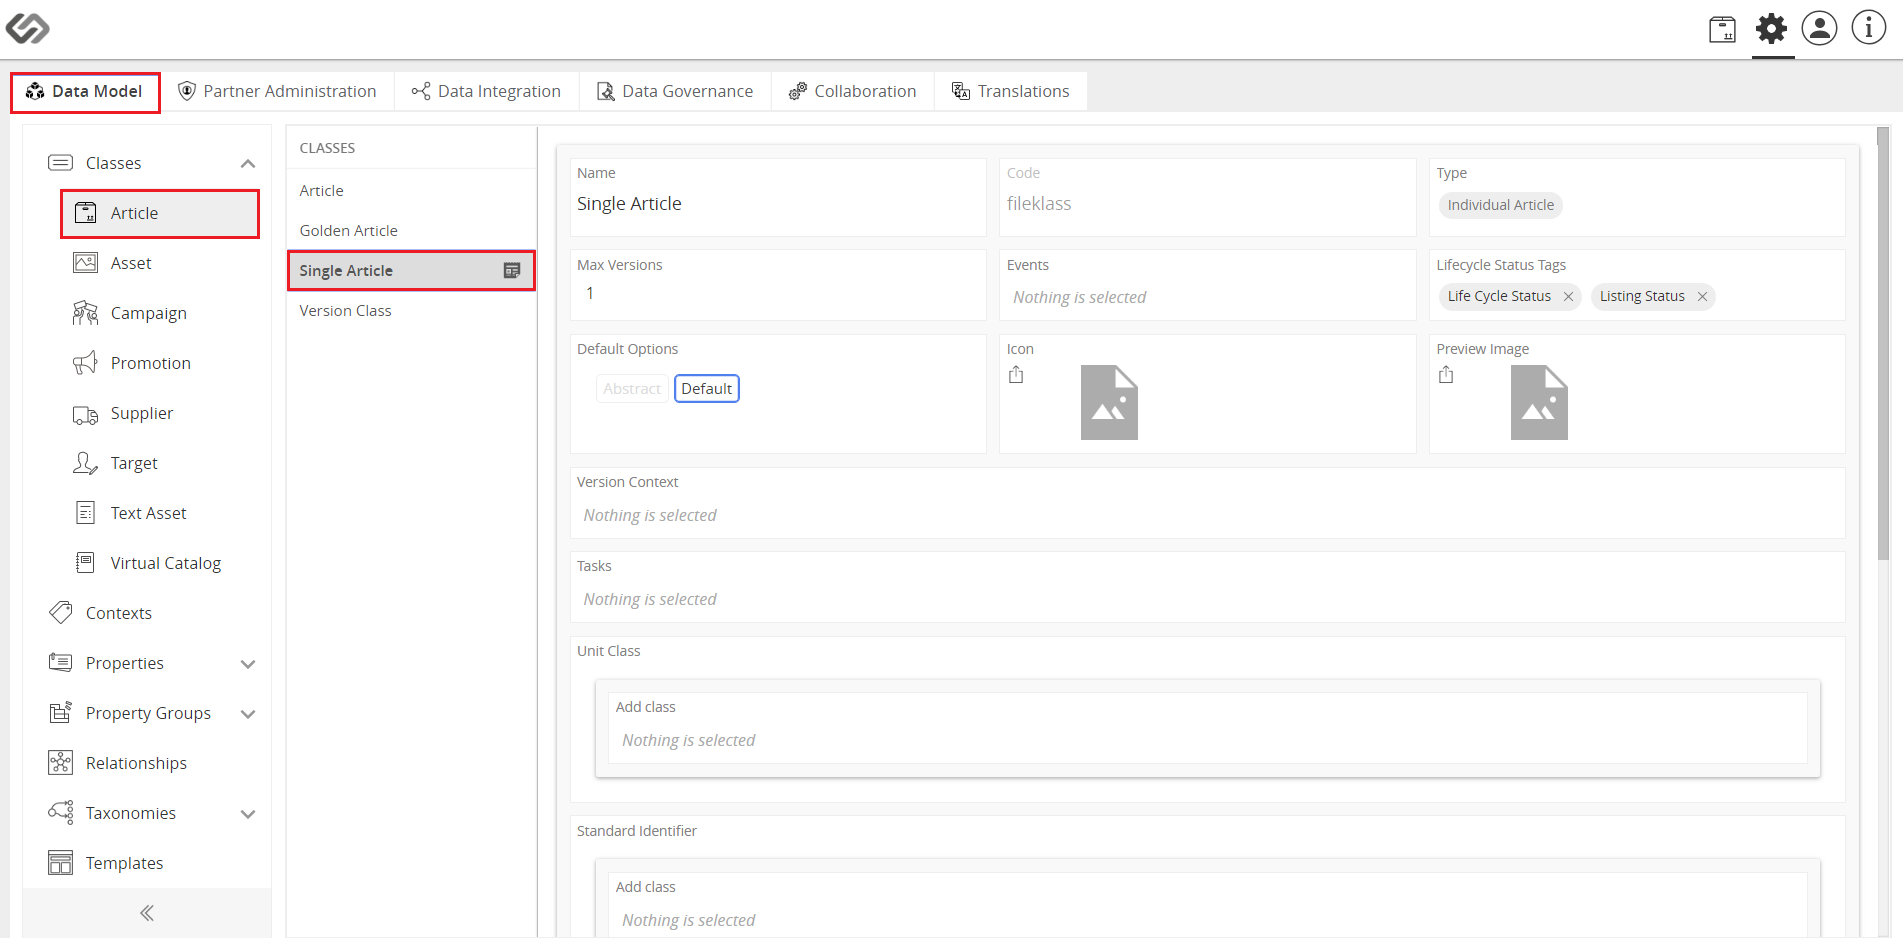 Data Model
Partner Administration
Data Integration
Data Governance
Collaboration
Translations
Classes
Article
Asset
Campaign
Promotion
Supplier
Target
Text Asset
Virtual Catalog
Contexts
Properties
Property Groups
Relationships
Taxonomies
Templates
CLASSES
Article
Golden Article
Single Article
Version Class
Name
Single Article
Code
fileklass
Type
Individual Article
Max Versions
1
Events
Nothing is selected
Lifecycle Status Tags
Life Cycle Status
Listing Status
Default Options
Abstract
Default
Icon
Preview Image
Version Context
Nothing is selected
Tasks
Nothing is selected
Unit Class
Add class
Nothing is selected
Standard Identifier
Add class
Nothing is selected